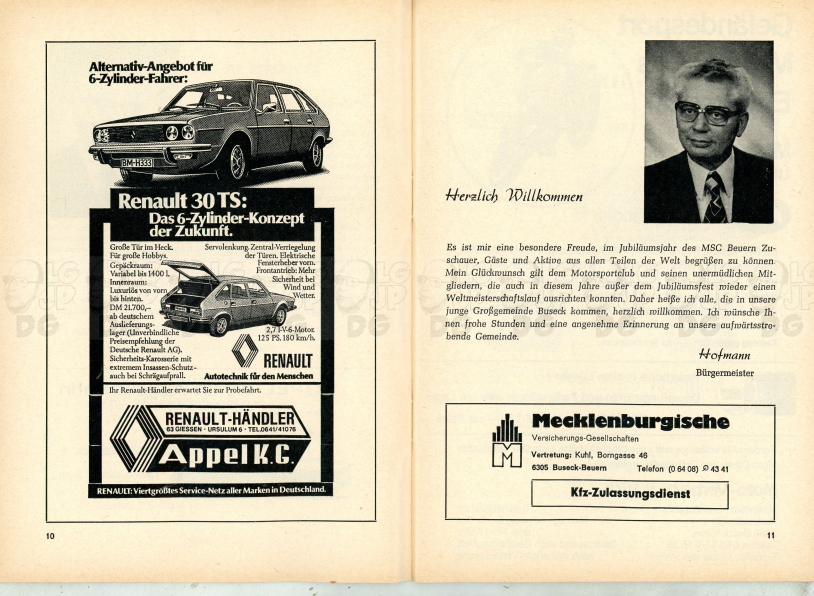 Alternativ-Angebot für
6-Zylinder-Fahrer:
BM-H333
Renault 30 TS:
Das 6-Zylinder-Konzept
der Zukunft.
Große Tür im Heck.
Für große Hobbys.
Gepäckraum:
Variabel bis 1400 l.
Innenraum:
Luxuriös von vorn
bis hinten.
DM 21.700,–
ab deutschem
Auslieferungs-
lager (Unverbindliche
Preisempfehlung der
Deutsche Renault AG).
Sicherheits-Karosserie mit
extremem Insassen-Schutz-
auch bei Schrägaufprall.
Servolenkung. Zentral-Verriegelung
der Türen. Elektrische
Fensterheber vorn.
Frontantrieb: Mehr
Sicherheit bei
Wind und
Wetter.
2,7 l-V-6-Motor.
125 PS, 180 km/h.
RENAULT
Autotechnik für den Menschen
Ihr Renault-Händler erwartet Sie zur Probefahrt.
RENAULT-HÄNDLER
63 GIESSEN · URSULUM 6 · TEL.0641/41076
Appel K.G.
RENAULT: Viertgrößtes Service-Netz aller Marken in Deutschland.
10
Herzlich Willkommen
Es ist mir eine besondere Freude, im Jubiläumsjahr des MSC Beuern Zu-
schauer, Gäste und Aktive aus allen Teilen der Welt begrüßen zu können.
Mein Glückwunsch gilt dem Motorsportclub und seinen unermüdlichen Mit-
gliedern, die auch in diesem Jahre außer dem Jubiläumsfest wieder einen
Weltmeisterschaftslauf ausrichten konnten. Daher heiße ich alle, die in unsere
junge Großgemeinde Buseck kommen, herzlich willkommen. Ich wünsche Ih-
nen frohe Stunden und eine angenehme Erinnerung an unsere aufwärtsstre-
bende Gemeinde.
Hofmann
Bürgermeister
Mecklenburgische
Versicherungs-Gesellschaften
M
Vertretung: Kuhl, Borngasse 46
6305 Buseck-Beuern Telefon (0 64 08) 43 41
Kfz-Zulassungsdienst
11